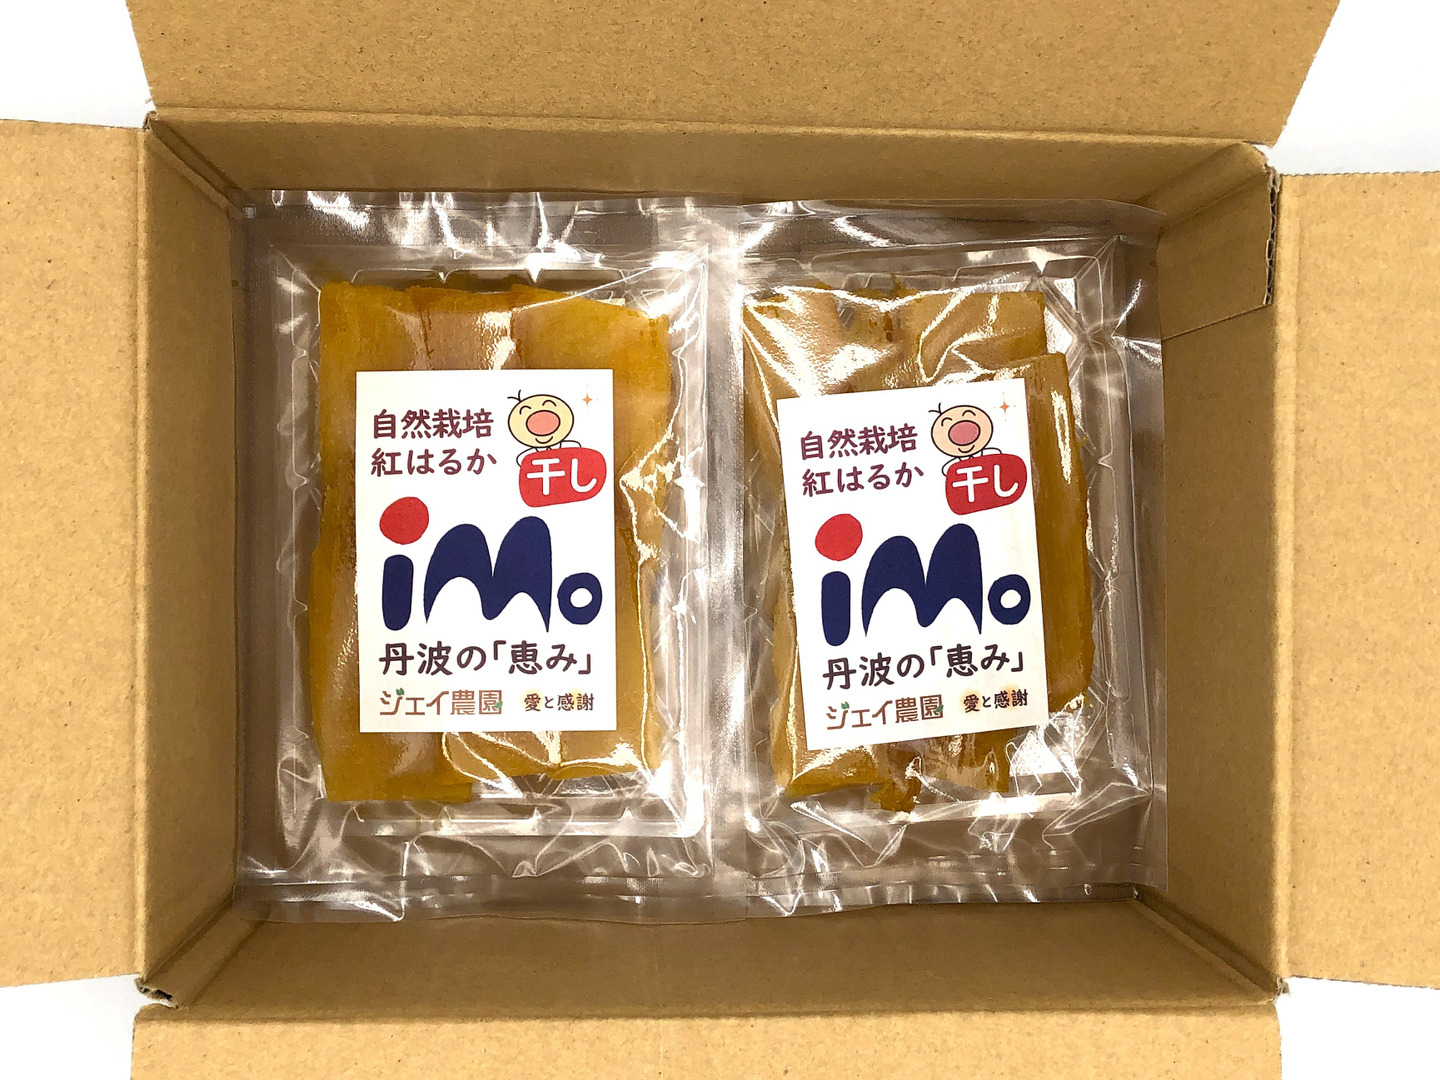 自然栽培
紅はるか
干し
iMo
丹波の「恵み」
ジェイ農園 愛と感謝
自然栽培
紅はるか
干し
iMo
丹波の「恵み」
ジェイ農園 愛と感謝